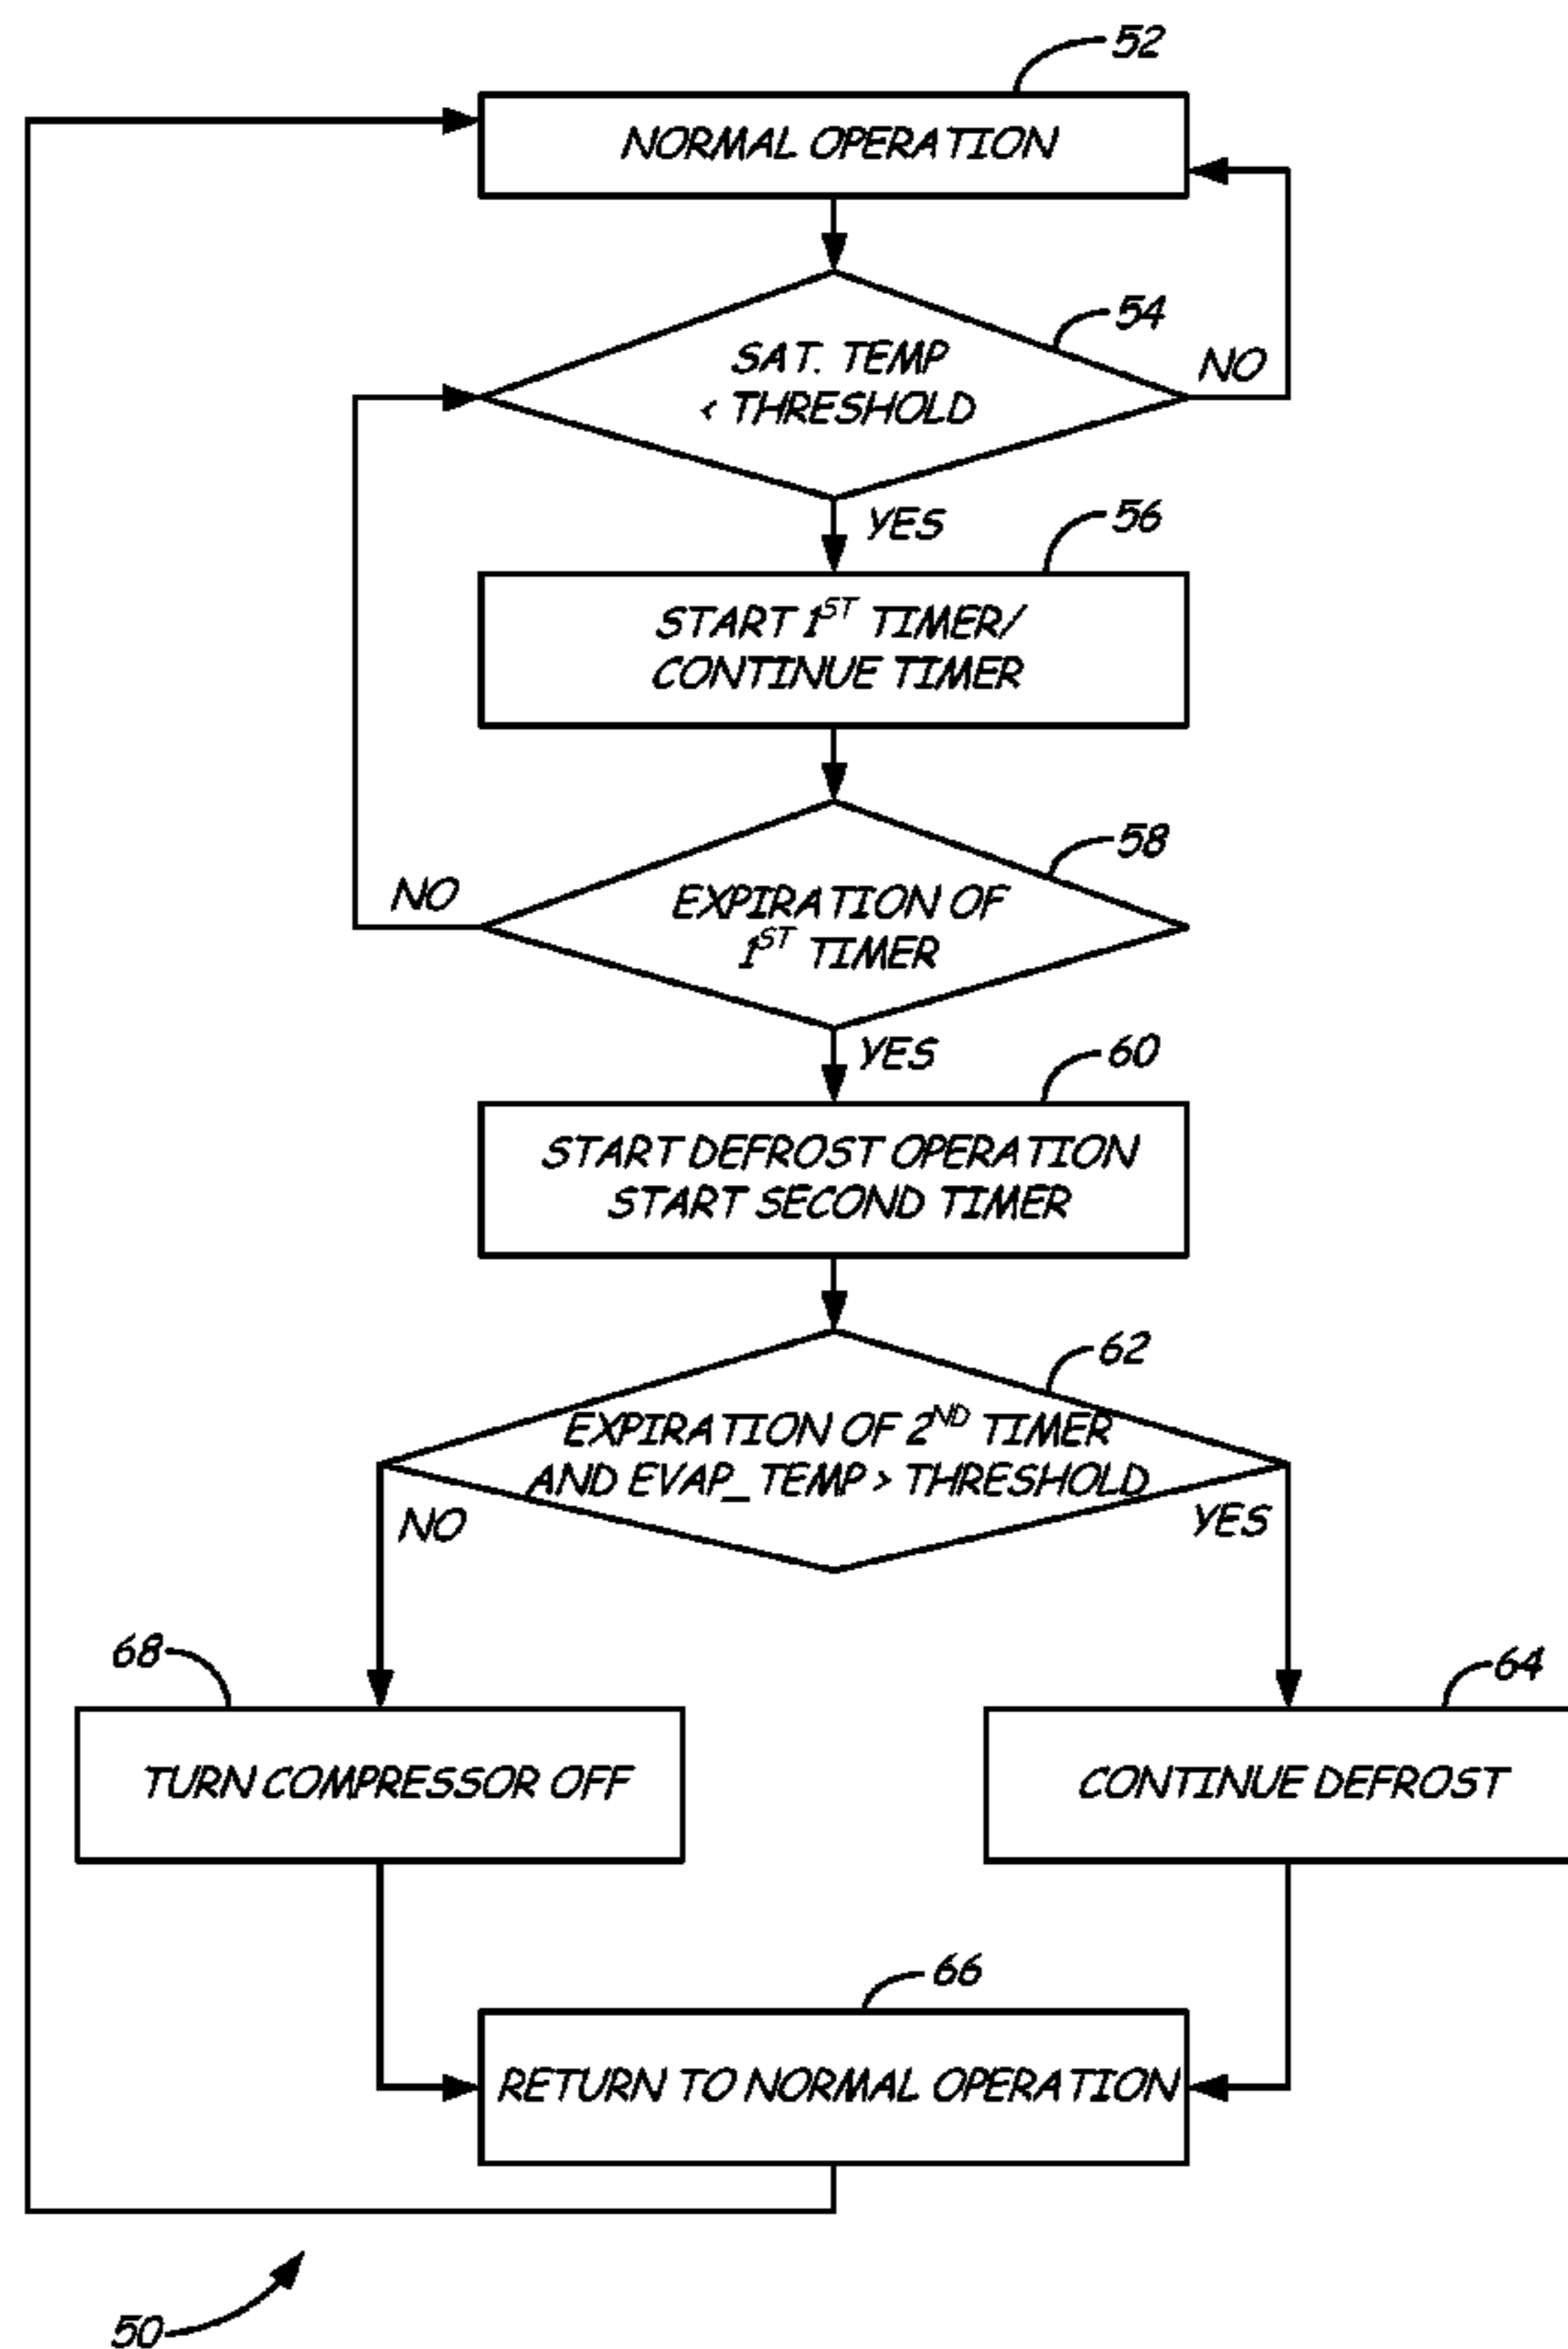 52
NORMAL OPERATION
54
SAT. TEMP
< THRESHOLD
NO
YES
56
START 1ST TIMER/
CONTINUE TIMER
58
NO
EXPIRATION OF
1ST TIMER
YES
60
START DEFROST OPERATION
START SECOND TIMER
62
EXPIRATION OF 2ND TIMER
AND EVAP_TEMP > THRESHOLD
NO
YES
68
64
TURN COMPRESSOR OFF
CONTINUE DEFROST
66
RETURN TO NORMAL OPERATION
50